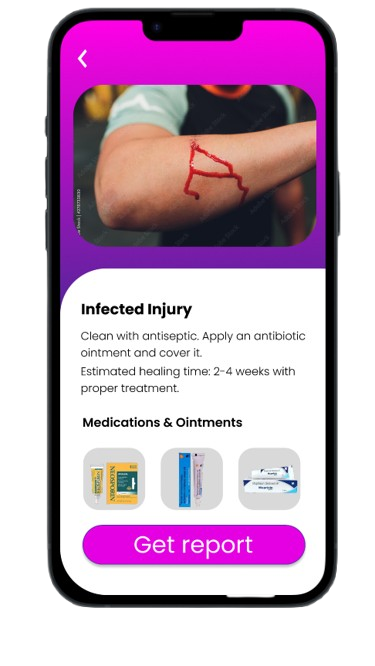 Infected Injury
Clean with antiseptic. Apply an antibiotic
ointment and cover it.
Estimated healing time: 2-4 weeks with
proper treatment.
Medications & Ointments
NEOSPORIN
Get report